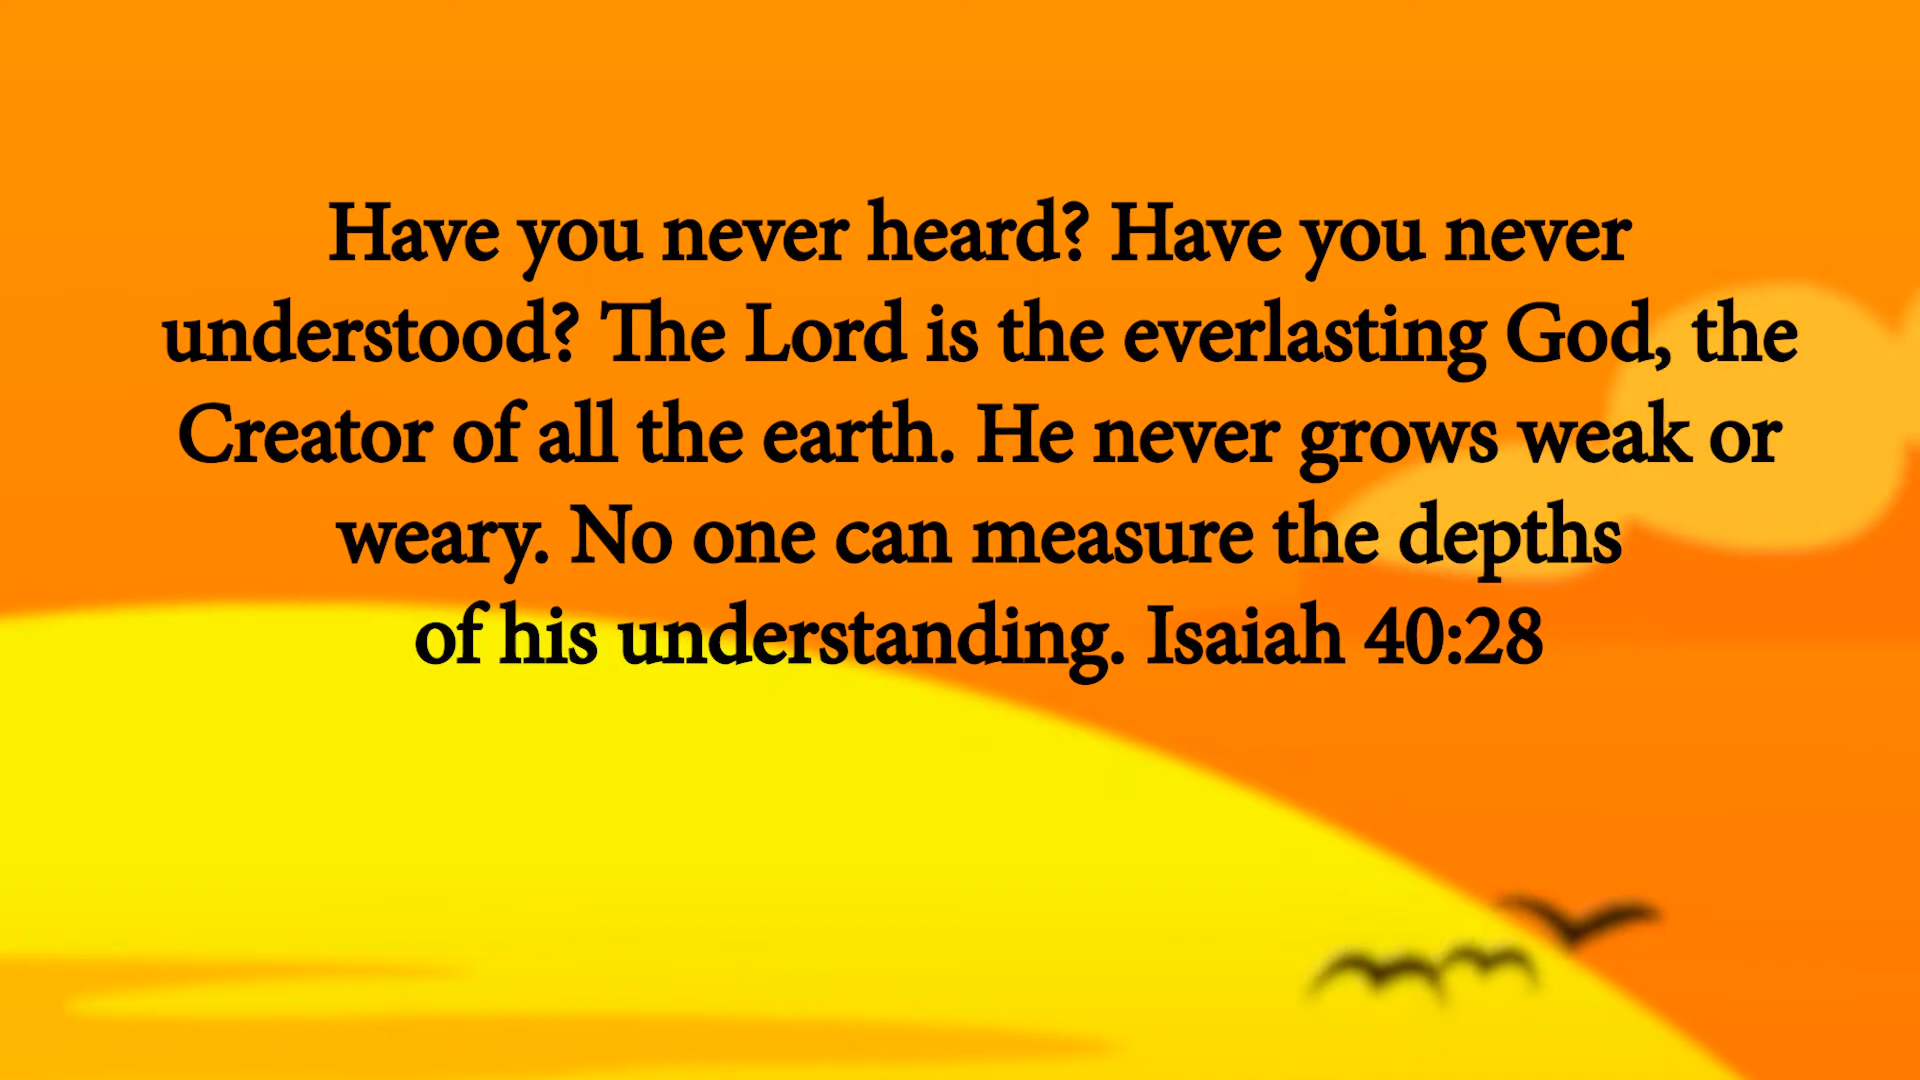 Have you never heard? Have you never
understood? The Lord is the everlasting God, the
Creator of all the earth. He never grows weak or
weary. No one can measure the depths
of his understanding. Isaiah 40:28